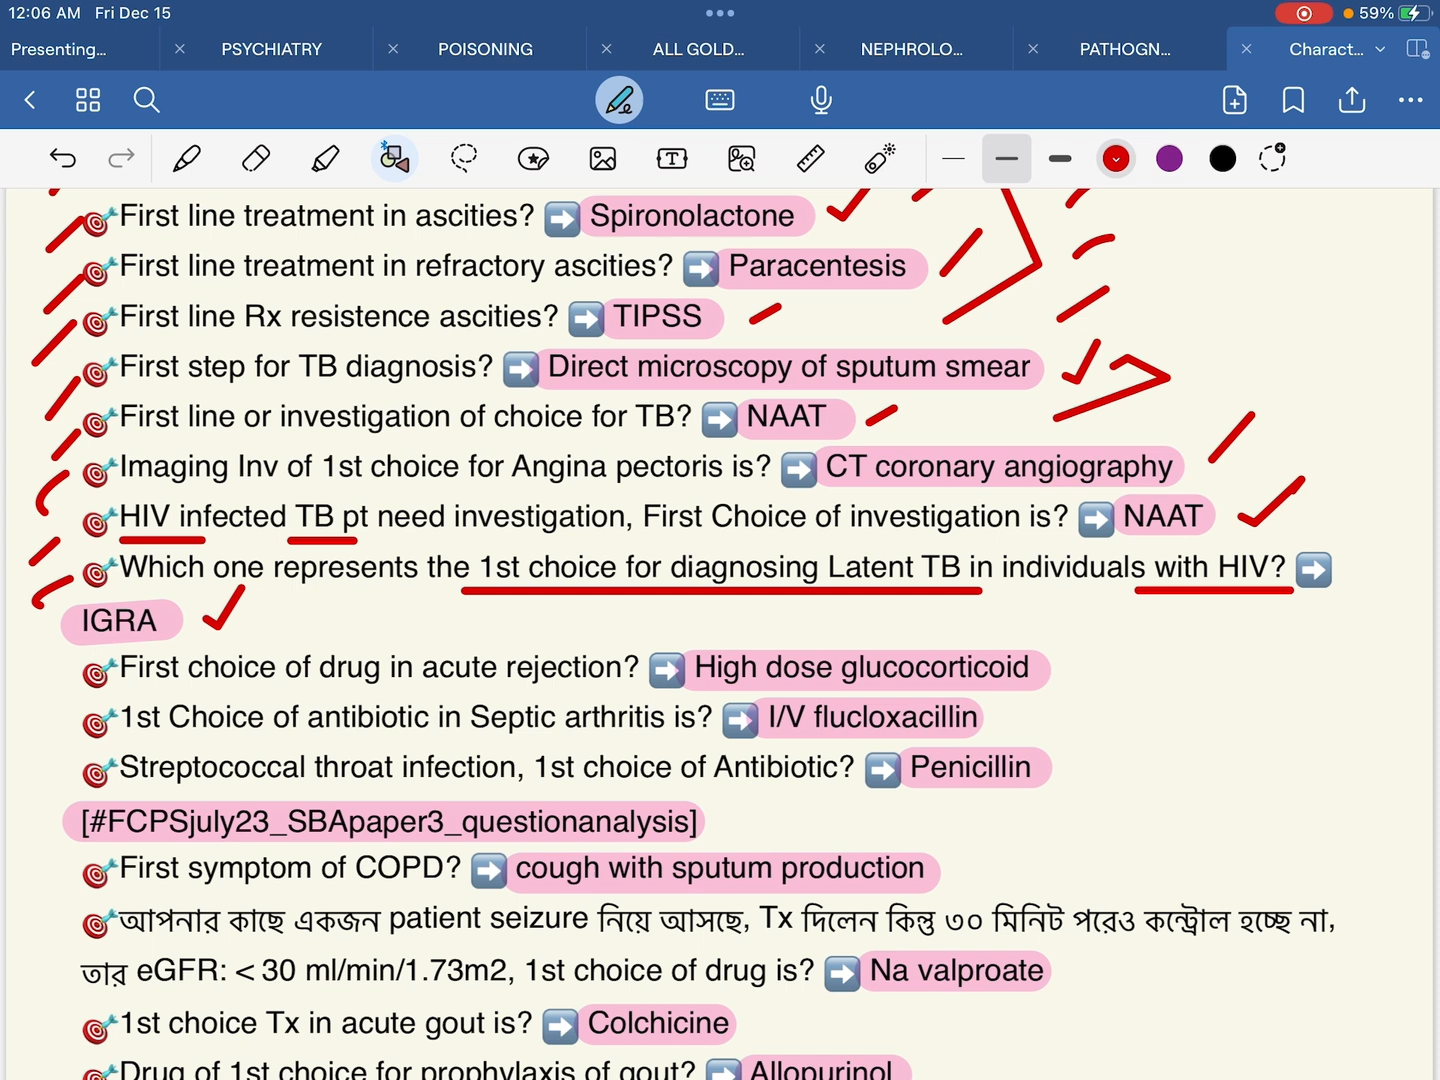 12:06 AM Fri Dec 15
59%
Presenting...
PSYCHIATRY
POISONING
ALL GOLD...
NEPHROLO...
PATHOGN...
Charact...
First line treatment in ascities? Spironolactone
First line treatment in refractory ascities? Paracentesis
First line Rx resistence ascities? TIPSS
First step for TB diagnosis? Direct microscopy of sputum smear
First line or investigation of choice for TB? NAAT
Imaging Inv of 1st choice for Angina pectoris is? CT coronary angiography
HIV infected TB pt need investigation, First Choice of investigation is? NAAT
Which one represents the 1st choice for diagnosing Latent TB in individuals with HIV?
IGRA
First choice of drug in acute rejection? High dose glucocorticoid
1st Choice of antibiotic in Septic arthritis is? I/V flucloxacillin
Streptococcal throat infection, 1st choice of Antibiotic? Penicillin
[#FCPSjuly23_SBApaper3_questionanalysis]
First symptom of COPD? cough with sputum production
আপনার কাছে একজন patient seizure নিয়ে আসছে, Tx দিলেন কিন্তু ৩০ মিনিট পরেও কন্ট্রোল হচ্ছে না,
তার eGFR: < 30 ml/min/1.73m2, 1st choice of drug is? Na valproate
1st choice Tx in acute gout is? Colchicine
Drug of 1st choice for prophylaxis of gout? Allopurinol